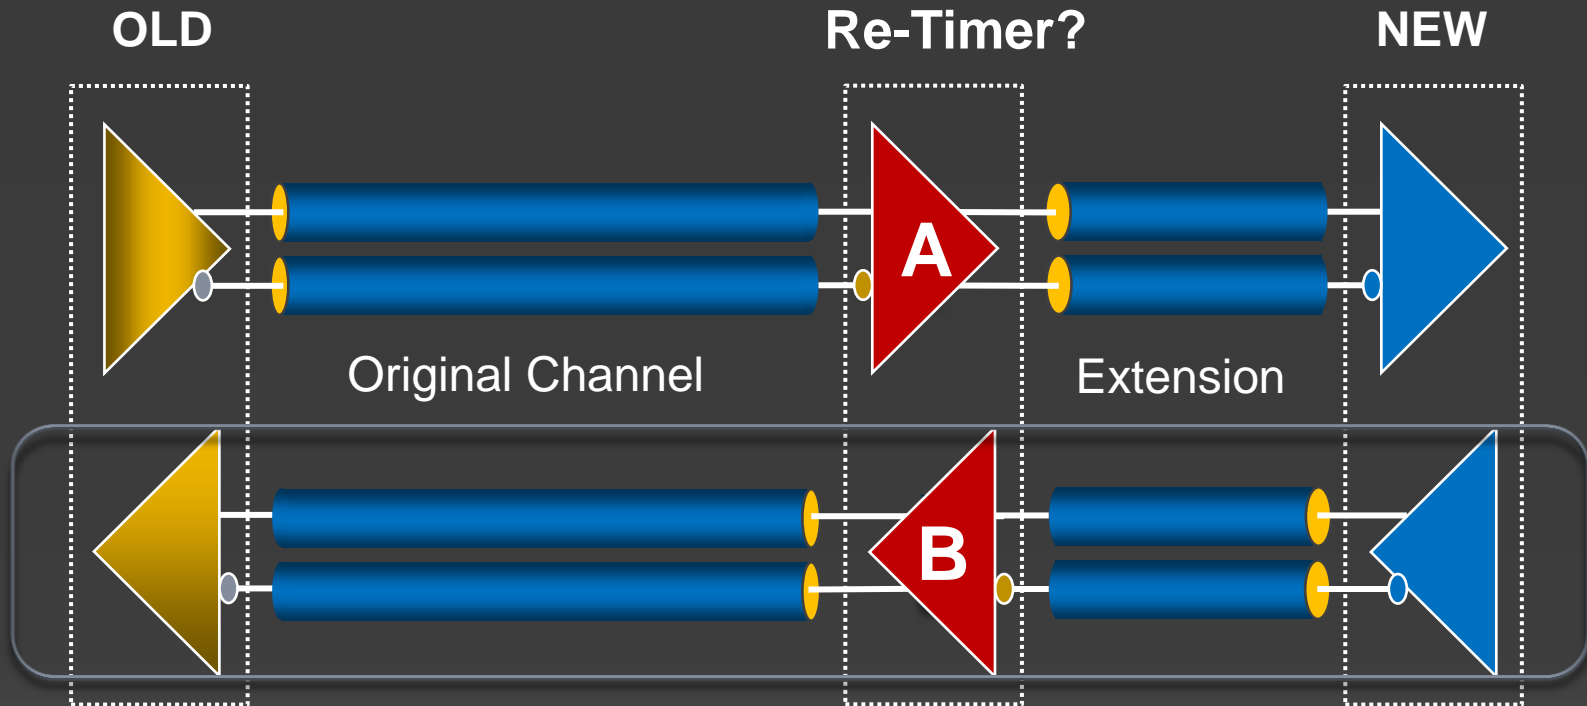 OLD
Re-Timer?
NEW
A
Original Channel
Extension
B